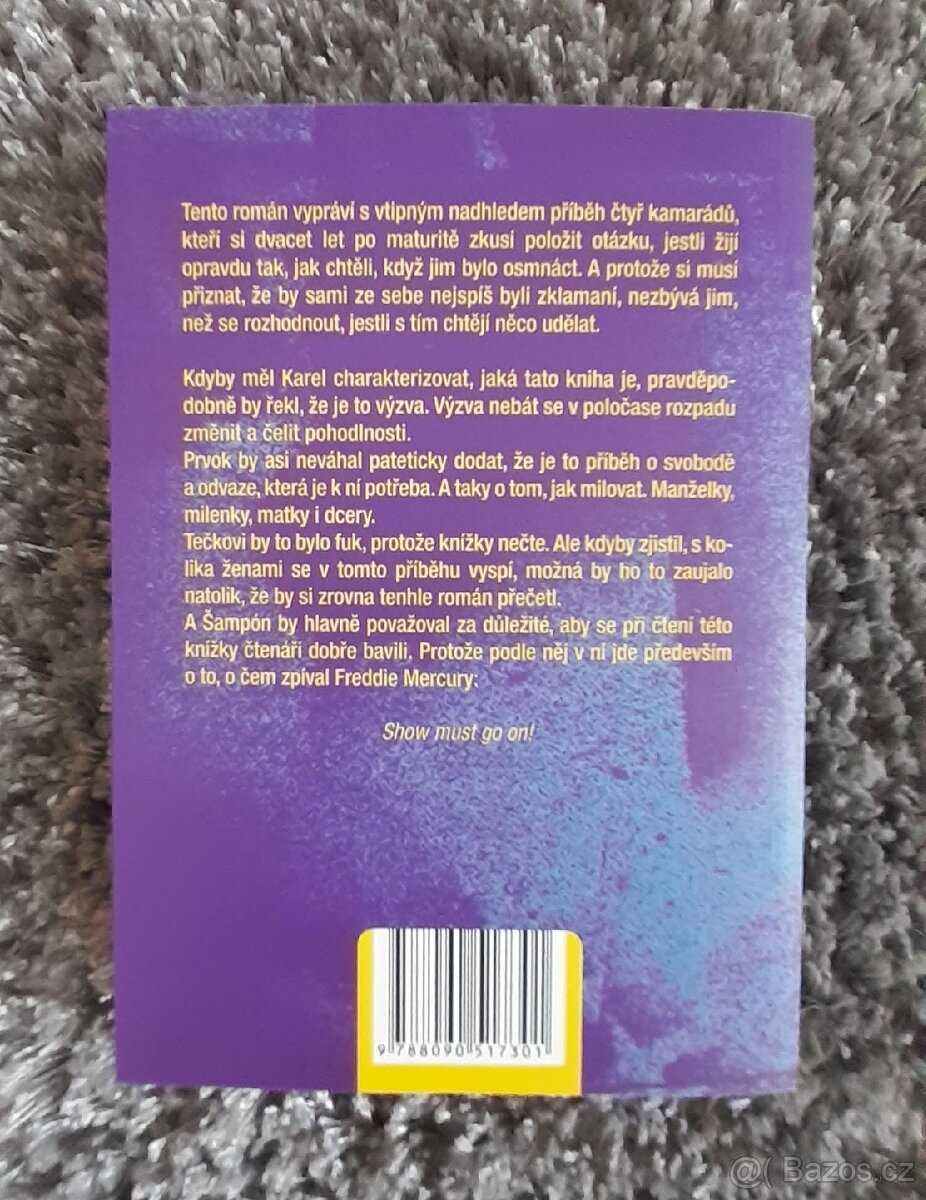 Tento román vypráví s vtipným nadhledem příběh čtyř kamarádů,
kteří si dvacet let po maturitě zkusí položit otázku, jestli žijí
opravdu tak, jak chtěli, když jim bylo osmnáct. A protože si musí
přiznat, že by sami ze sebe nejspíš byli zklamaní, nezbývá jim,
než se rozhodnout, jestli s tím chtějí něco udělat.
Kdyby měl Karel charakterizovat, jaká tato kniha je, pravděpo-
dobně by řekl, že je to výzva. Výzva nebát se v poločase rozpadu
změnit a čelit pohodlnosti.
Prvok by asi neváhal pateticky dodat, že je to příběh o svobodě
a odvaze, která je k ní potřeba. A taky o tom, jak milovat. Manželky,
milenky, matky i dcery.
Tečkovi by to bylo fuk, protože knížky nečte. Ale kdyby zjistil, s ko-
lika ženami se v tomto příběhu vyspí, možná by ho to zaujalo
natolik, že by si zrovna tenhle román přečetl.
A Šampón by hlavně považoval za důležité, aby se při čtení této
knížky čtenáři dobře bavili. Protože podle něj v ní jde především
o to, o čem zpíval Freddie Mercury:
Show must go on!
9 788090 517301
@( Bazos.cz